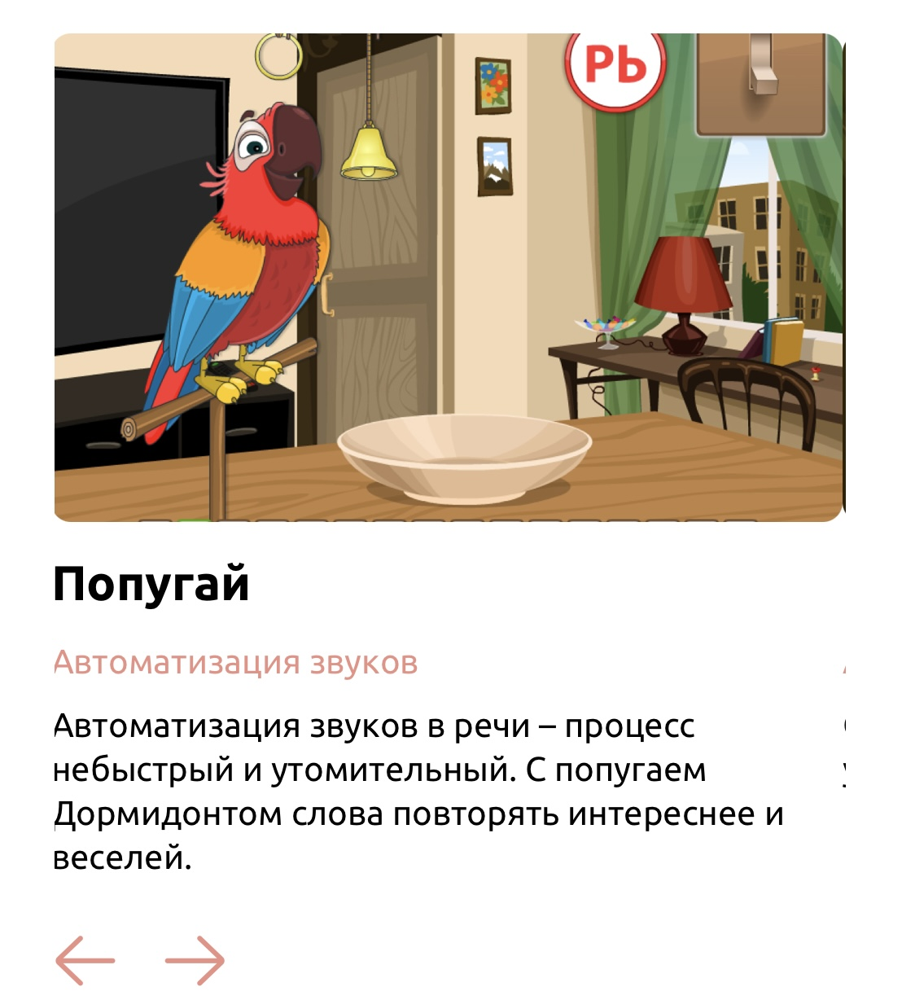 РЬ
Попугай
Автоматизация звуков
Автоматизация звуков в речи – процесс
небыстрый и утомительный. С попугаем
Дормидонтом слова повторять интереснее и
веселей.